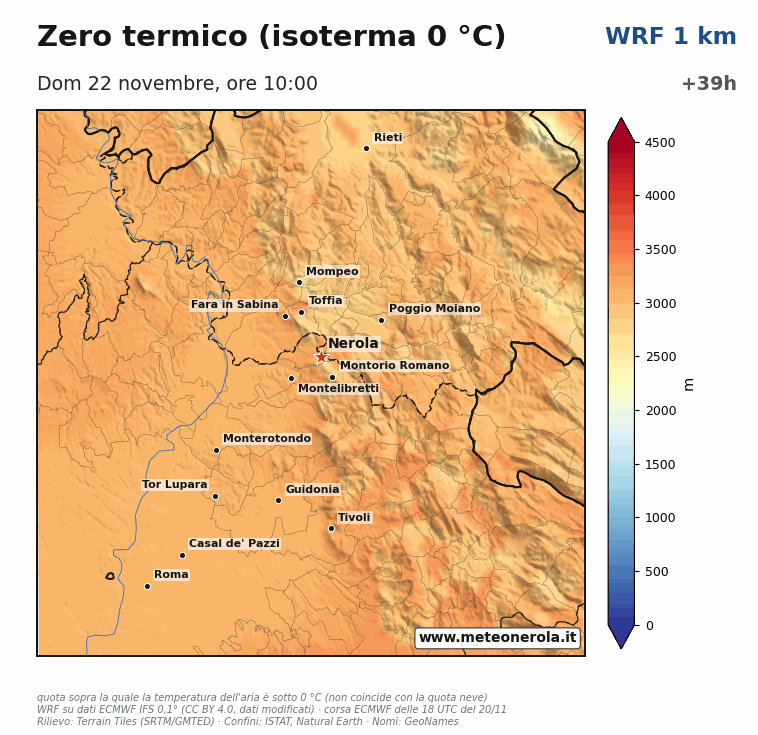 Zero termico (isoterma 0 °C)
WRF 1 km
Dom 22 novembre, ore 10:00
+39h
Rieti
Mompeo
Toffia
Fara in Sabina
Poggio Moiano
Nerola
Montorio Romano
Montelibretti
Monterotondo
Tor Lupara
Guidonia
Tivoli
Casal de' Pazzi
Roma
www.meteonerola.it
4500
4000
3500
3000
2500
2000
1500
1000
500
0
m
quota sopra la quale la temperatura dell'aria è sotto 0 °C (non coincide con la quota neve)
WRF su dati ECMWF IFS 0,1° (CC BY 4.0, dati modificati) · corsa ECMWF delle 18 UTC del 20/11
Rilievo: Terrain Tiles (SRTM/GMTED) · Confini: ISTAT, Natural Earth · Nomi: GeoNames